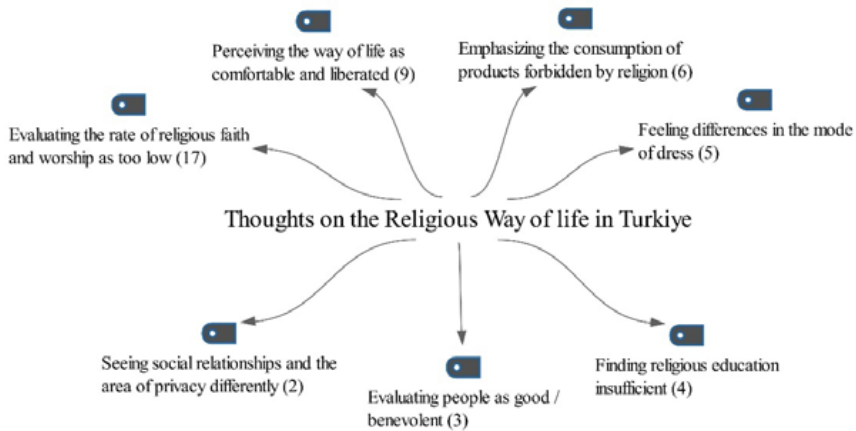 Perceiving the way of life as
comfortable and liberated (9)
Emphasizing the consumption of
products forbidden by religion (6)
Evaluating the rate of religious faith
and worship as too low (17)
Feeling differences in the mode
of dress (5)
Thoughts on the Religious Way of life in Turkiye
Seeing social relationships and the
area of privacy differently (2)
Evaluating people as good /
benevolent (3)
Finding religious education
insufficient (4)